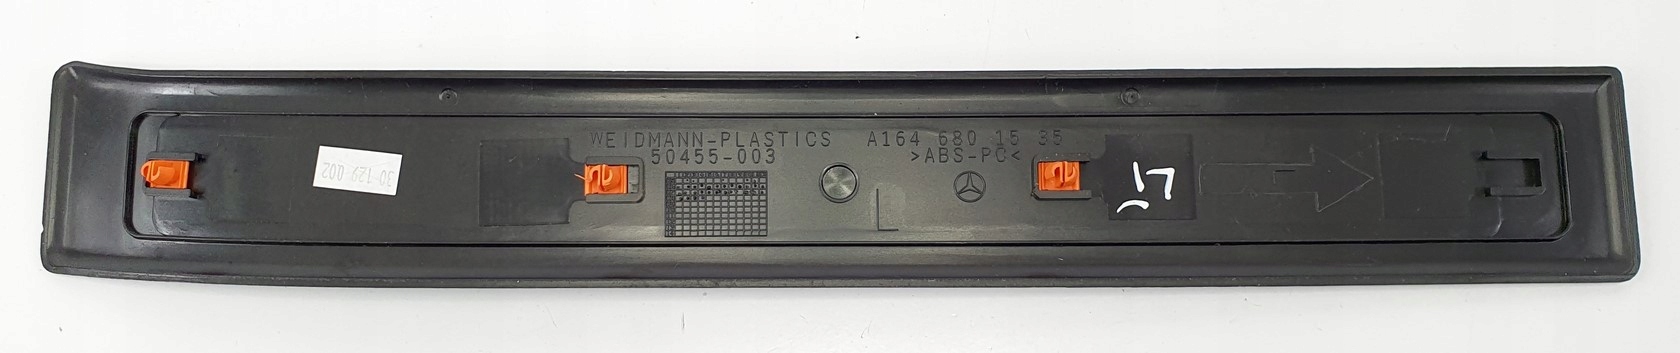 WEIDMANN-PLASTICS A164 680 15 35
50455-003 >ABS-PC<
30 129 002
L